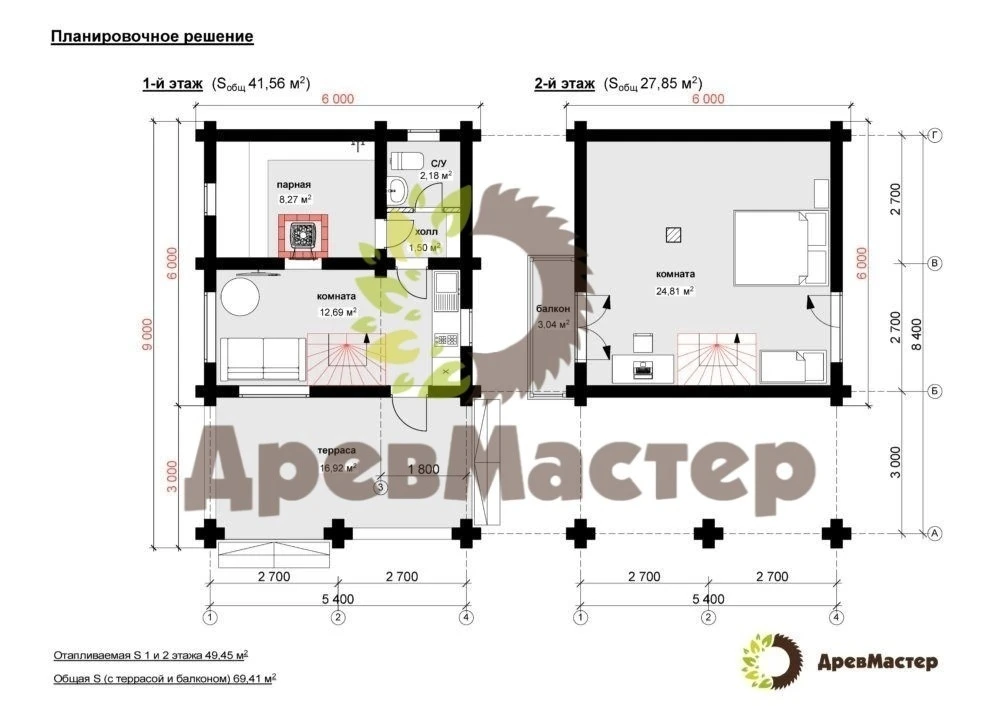 Планировочное решение
1-й этаж (Sобщ 41,56 м²)
2-й этаж (Sобщ 27,85 м²)
6 000
6 000
Г
С/У
2,18 м²
парная
8,27 м²
2 700
холл
1,50 м²
6 000
6 000
В
комната
24,81 м²
комната
12,69 м²
балкон
3.04 м²
9 000
2 700
8 400
Б
ДревМастер
терраса
16,92 м²
1 800
3
3 000
3 000
А
2 700
2 700
2 700
2 700
5 400
5 400
1
2
4
1
2
4
Отапливаемая S 1 и 2 этажа 49,45 м²
Общая S (с террасой и балконом) 69,41 м²
ДревМастер